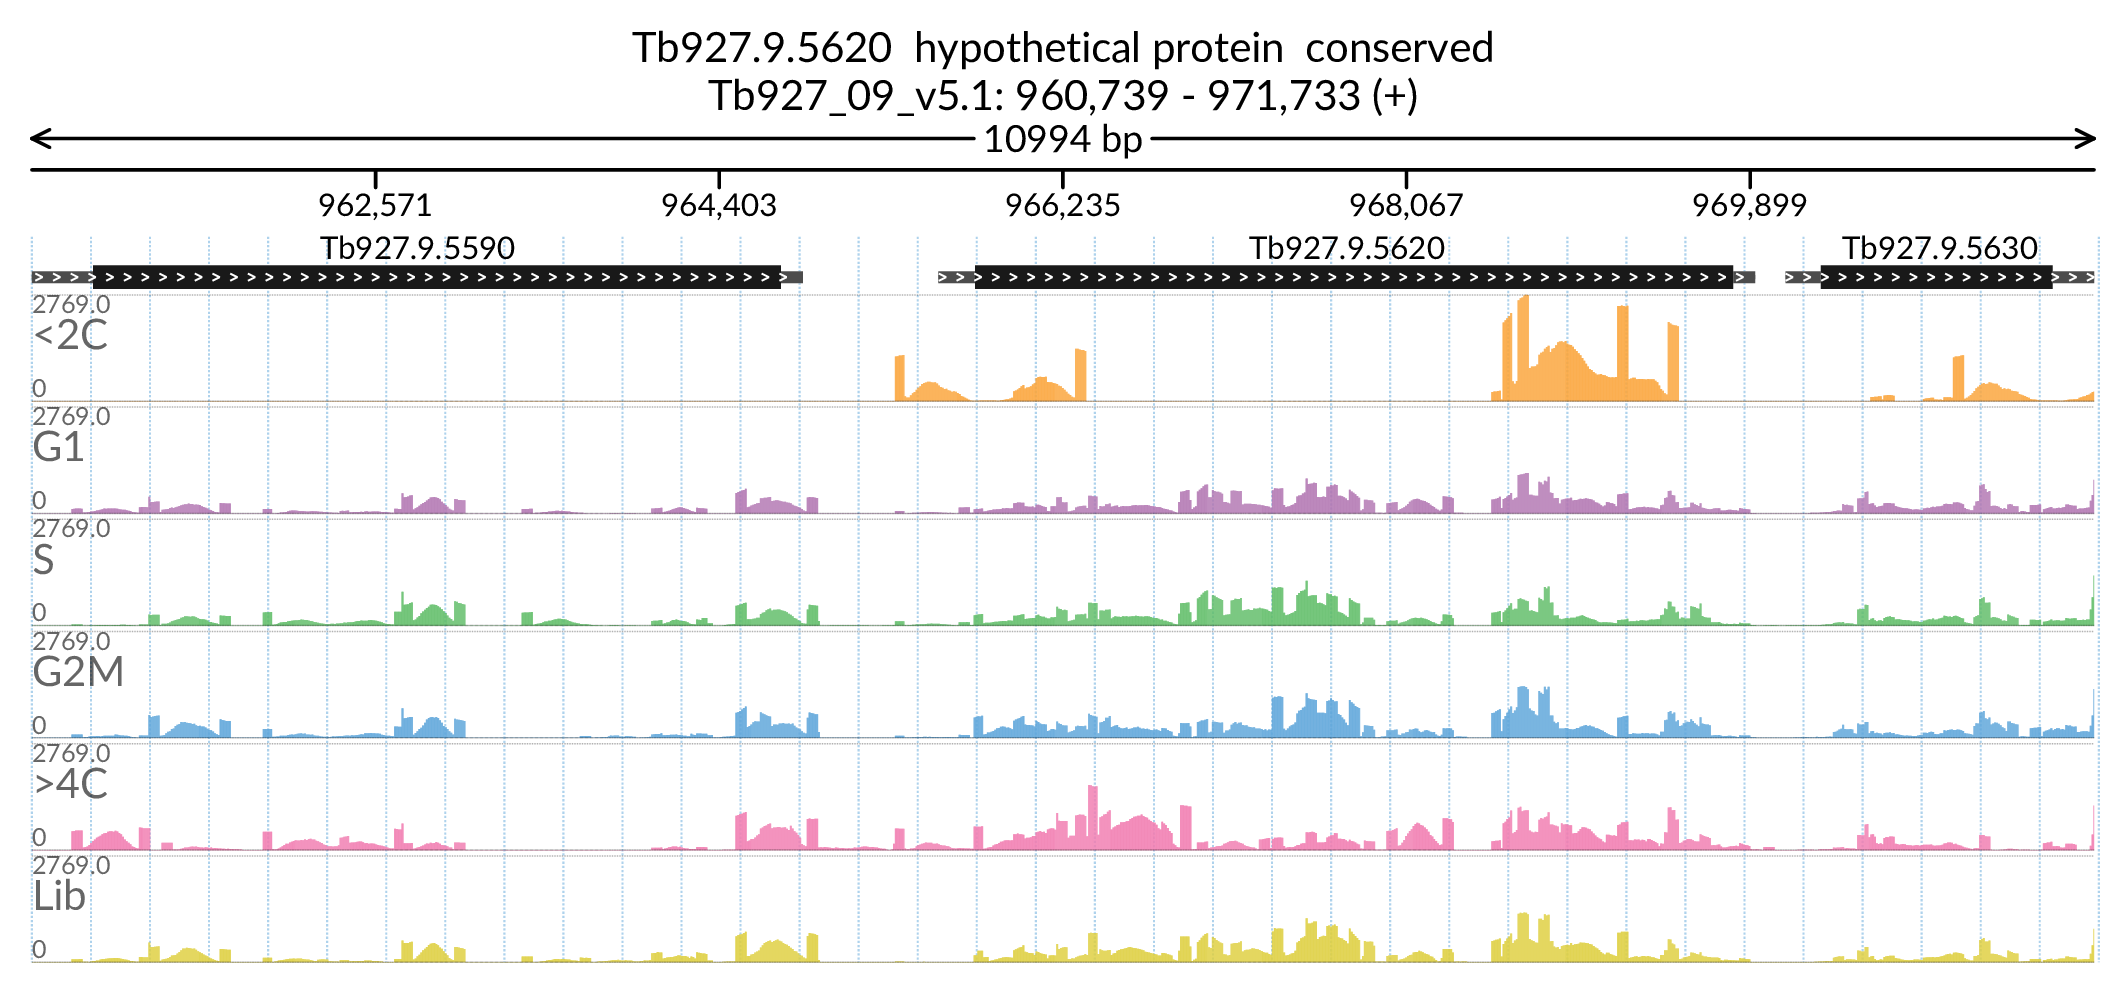 Tb927.9.5620 hypothetical protein conserved
Tb927_09_v5.1: 960,739 - 971,733 (+)
10994 bp
962,571 964,403 966,235 968,067 969,899
Tb927.9.5590 Tb927.9.5620 Tb927.9.5630
2769.0
<2C
0
2769.0
G1
0
2769.0
S
0
2769.0
G2M
0
2769.0
>4C
0
2769.0
Lib
0